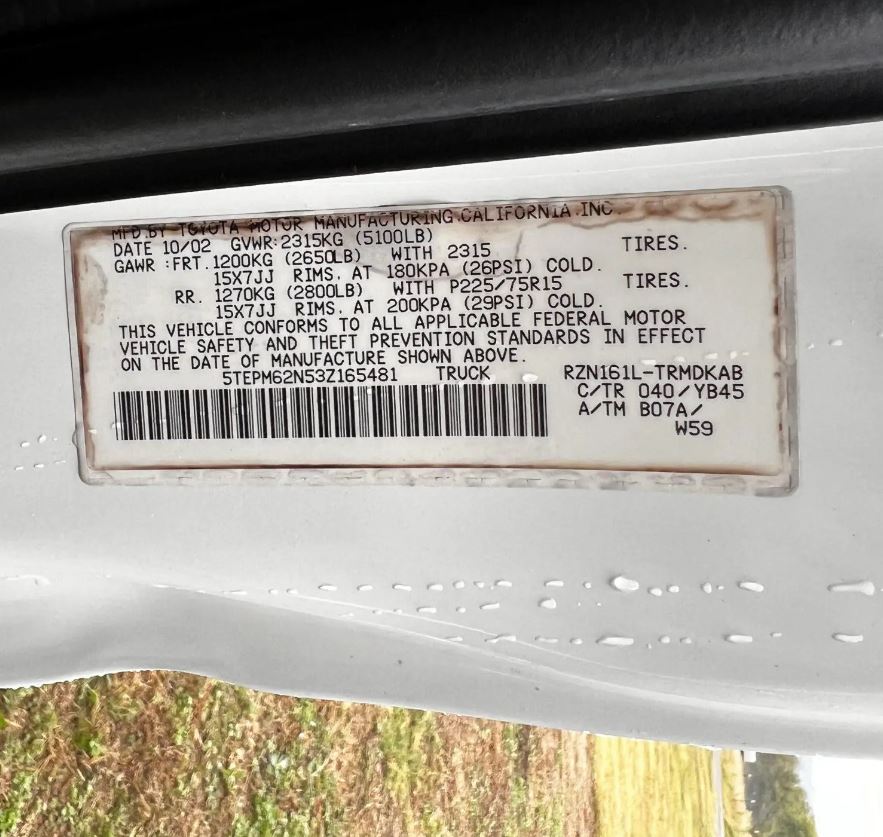 MFD.BY TOYOTA MOTOR MANUFACTURING.CALIFORNIA.INC.
DATE 10/02 GVWR:2315KG (5100LB)
GAWR :FRT.1200KG (2650LB) WITH 2315 TIRES.
15X7JJ RIMS. AT 180KPA (26PSI) COLD.
RR. 1270KG (2800LB) WITH P225/75R15 TIRES.
15X7JJ RIMS. AT 200KPA (29PSI) COLD.
THIS VEHICLE CONFORMS TO ALL APPLICABLE FEDERAL MOTOR
VEHICLE SAFETY AND THEFT PREVENTION STANDARDS IN EFFECT
ON THE DATE OF MANUFACTURE SHOWN ABOVE.
5TEPM62N53Z165481 TRUCK RZN161L-TRMDKAB
C/TR 040/YB45
A/TM B07A/
W59